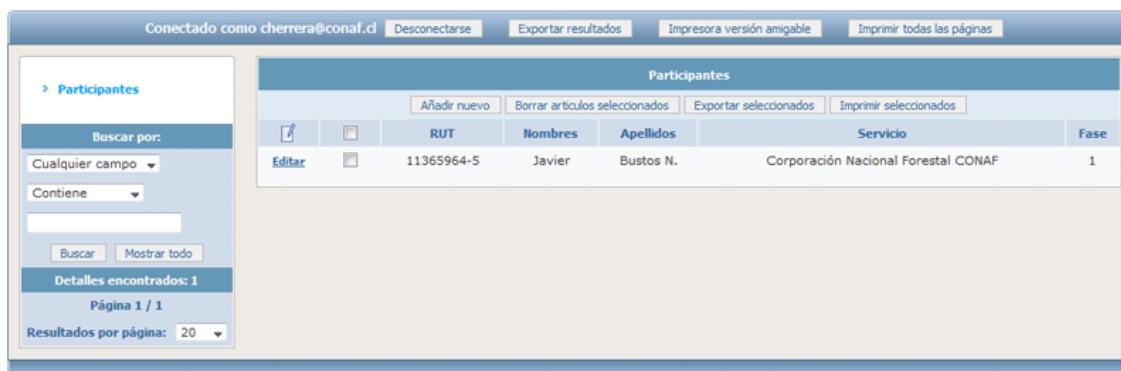 Conectado como cherrera@conaf.cl Desconectarse Exportar resultados Impresora versión amigable Imprimir todas las páginas
Participantes
Buscar por:
Cualquier campo
Contiene
Buscar Mostrar todo
Detalles encontrados: 1
Página 1 / 1
Resultados por página: 20
Participantes
Añadir nuevo Borrar articulos seleccionados Exportar seleccionados Imprimir seleccionados
RUT Nombres Apellidos Servicio Fase
Editar 11365964-5 Javier Bustos N. Corporación Nacional Forestal CONAF 1